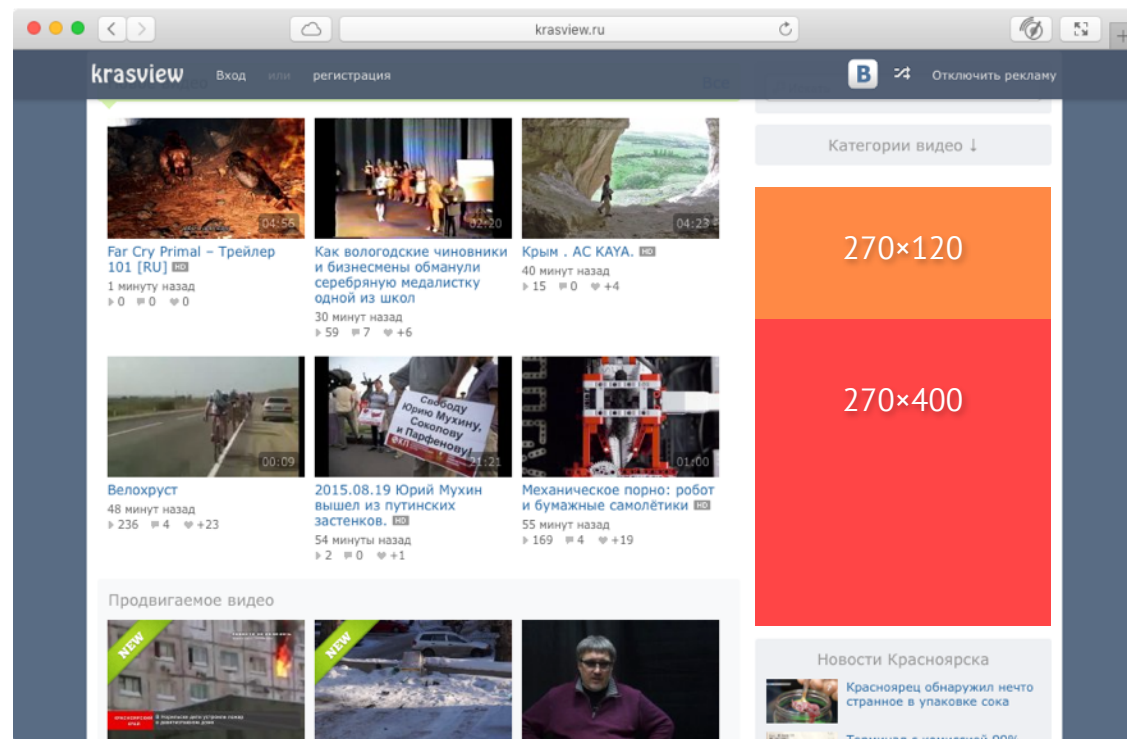 krasview.ru
krasview Вход или регистрация
В
Отключить рекламу
Все
04:56
02:20
04:23
Far Cry Primal – Трейлер
101 [RU] HD
1 минуту назад
0 0 0
Как вологодские чиновники
и бизнесмены обманули
серебряную медалистку
одной из школ
30 минут назад
59 7 +6
Крым . АС КАYА. HD
40 минут назад
15 0 +4
00:09
Свободу
Юрию Мухину,
Соколову
и Парфенову!
21:21
01:00
Велохруст
48 минут назад
236 4 +23
2015.08.19 Юрий Мухин
вышел из путинских
застенков. HD
54 минуты назад
2 0 +1
Механическое порно: робот
и бумажные самолётики HD
55 минут назад
169 4 +19
Продвигаемое видео
NEW
NEW
КРАСНОЯРСКИЙ
КРАЙ
Категории видео ↓
270×120
270×400
Новости Красноярска
Красноярец обнаружил нечто
странное в упаковке сока